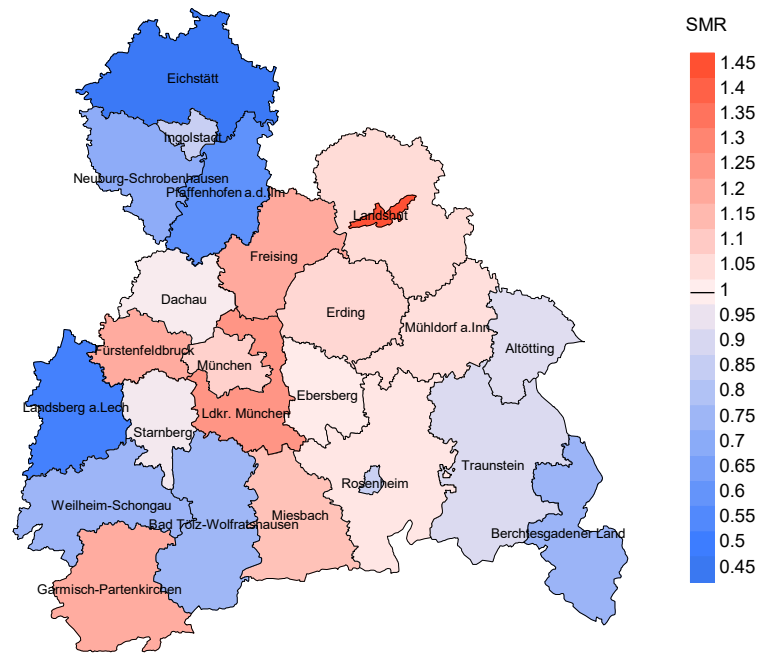 SMR
1.45
1.4
1.35
1.3
1.25
1.2
1.15
1.1
1.05
1
0.95
0.9
0.85
0.8
0.75
0.7
0.65
0.6
0.55
0.5
0.45
Eichstätt
Ingolstadt
Neuburg-Schrobenhausen
Pfaffenhofen a.d.Ilm
Landshut
Freising
Dachau
Erding
Mühldorf a.Inn
Altötting
Fürstenfeldbruck
München
Ebersberg
Landsberg a.Lech
Ldkr. München
Starnberg
Traunstein
Rosenheim
Weilheim-Schongau
Bad Tölz-Wolfratshausen
Miesbach
Berchtesgadener Land
Garmisch-Partenkirchen